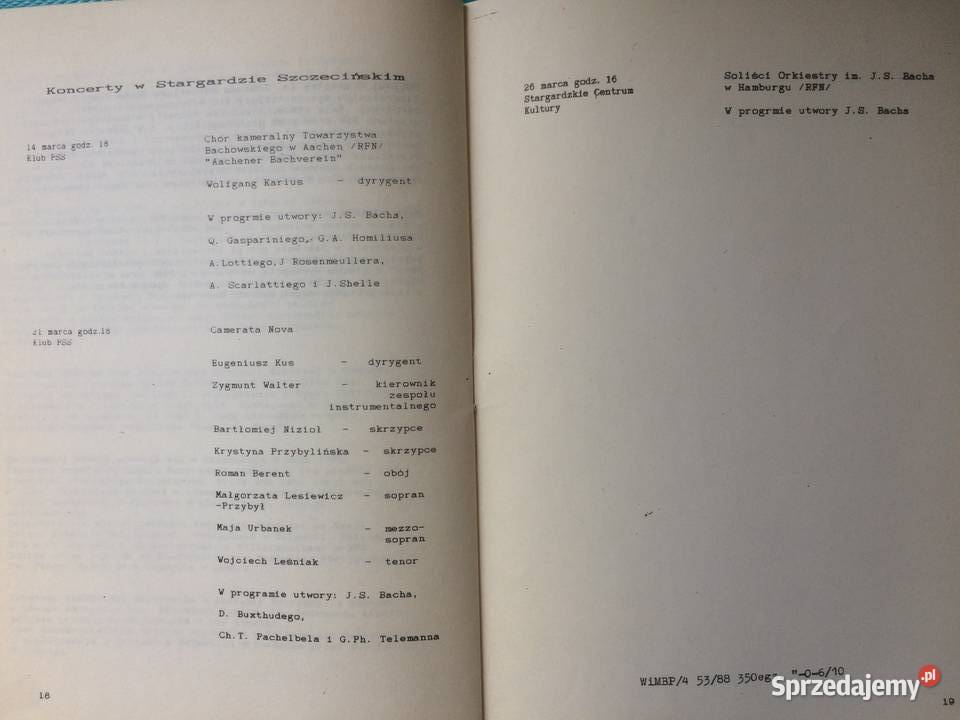 Koncerty w Stargardzie Szczecińskim
14 marca godz. 16
Klub PSS
Chór kameralny Towarzystwa
Bachowskiego w Aachen /RFN/
"Aachener Bachverein"
Wolfgang Karius - dyrygent
W progrmie utwory: J.S. Bacha,
Q. Gaspariniego, G.A. Homiliusa
A.Lottiego,J Rosenmeullera,
A. Scarlattiego i J.Shelle
21 marca godz.16
Klub PSS
Camerata Nova
Eugeniusz Kus - dyrygent
Zygmunt Walter - kierownik
zespołu
instrumentalnego
Bartłomiej Nizioł - skrzypce
Krystyna Przybylińska - skrzypce
Roman Berent - obój
Małgorzata Lesiewicz - sopran
-Przybył
Maja Urbanek - mezzo-
sopran
Wojciech Leśniak - tenor
W programie utwory: J.S. Bacha,
D. Buxthudego,
Ch.T. Pachelbela i G.Ph. Telemanna
18
26 marca godz. 16
Stargardzkie Centrum
Kultury
Soliści Orkiestry im. J.S. Bacha
w Hamburgu /RFN/
W progrmie utwory J.S. Bacha
WiMBP/4 53/88 350egz "-0-6/10
19
Sprzedajemy.pl